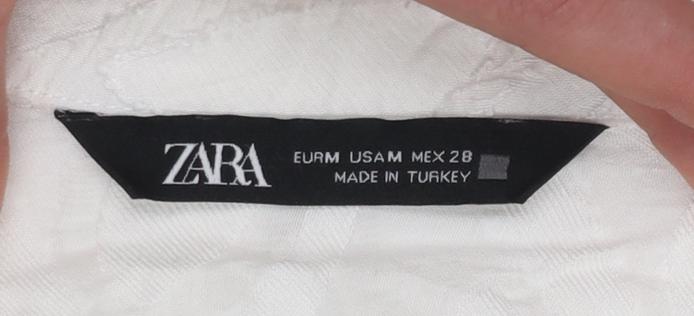 ZARA
EUR M USA M MEX 28
MADE IN TURKEY